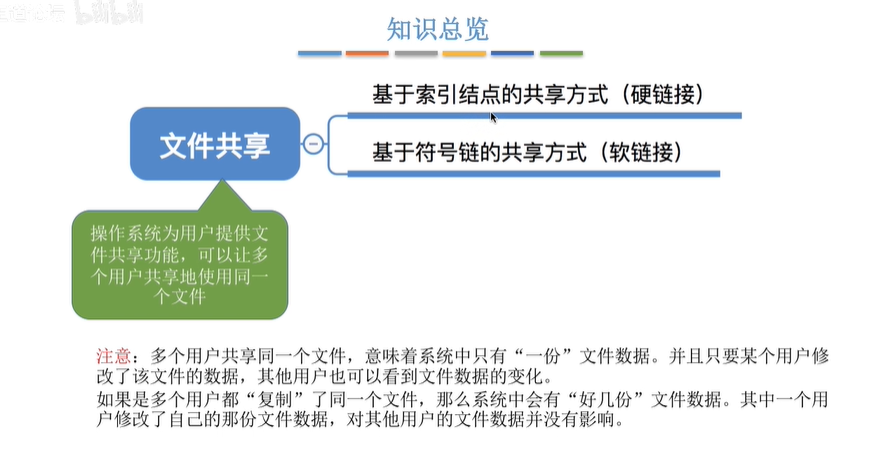 知识总览
基于索引结点的共享方式（硬链接）
文件共享
基于符号链的共享方式（软链接）
操作系统为用户提供文
件共享功能，可以让多
个用户共享地使用同一
个文件
注意：多个用户共享同一个文件，意味着系统中只有“一份”文件数据。并且只要某个用户修
改了该文件的数据，其他用户也可以看到文件数据的变化。
如果是多个用户都“复制”了同一个文件，那么系统中会有“好几份”文件数据。其中一个用
户修改了自己的那份文件数据，对其他用户的文件数据并没有影响。